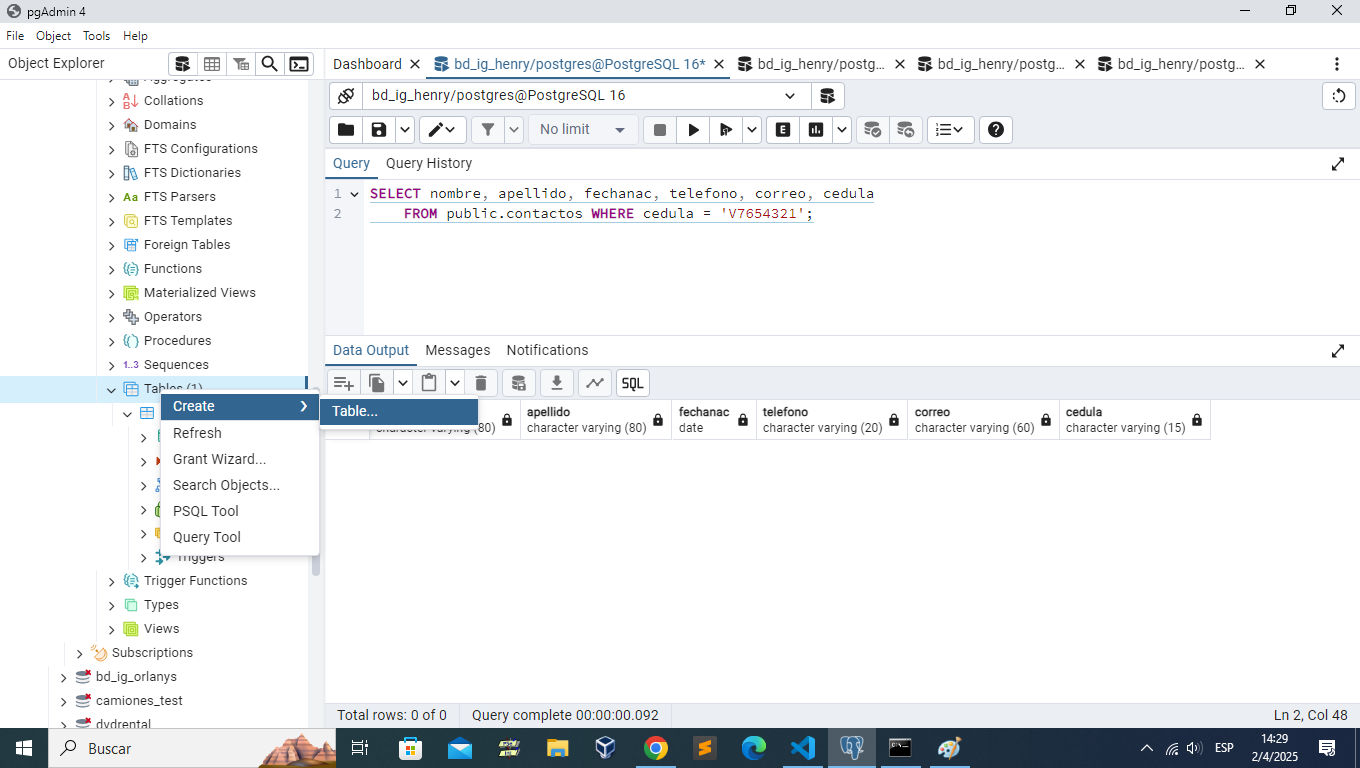 pgAdmin 4
File Object Tools Help
Object Explorer
Aggregates
Collations
Domains
FTS Configurations
FTS Dictionaries
FTS Parsers
FTS Templates
Foreign Tables
Functions
Materialized Views
Operators
Procedures
1..3 Sequences
Tables (1)
Create
Refresh
Grant Wizard...
Search Objects...
PSQL Tool
Query Tool
Table...
Triggers
Trigger Functions
Types
Views
Subscriptions
bd_ig_orlanys
camiones_test
dvdrental
Dashboard
bd_ig_henry/postgres@PostgreSQL 16*
bd_ig_henry/postg...
bd_ig_henry/postg...
bd_ig_henry/postg...
bd_ig_henry/postgres@PostgreSQL 16
No limit
E
Query Query History
1 SELECT nombre, apellido, fechanac, telefono, correo, cedula
2 FROM public.contactos WHERE cedula = 'V7654321';
Data Output Messages Notifications
SQL
character varying (80)
apellido
character varying (80)
fechanac
date
telefono
character varying (20)
correo
character varying (60)
cedula
character varying (15)
Total rows: 0 of 0
Query complete 00:00:00.092
Ln 2, Col 48
Buscar
ESP
14:29
2/4/2025